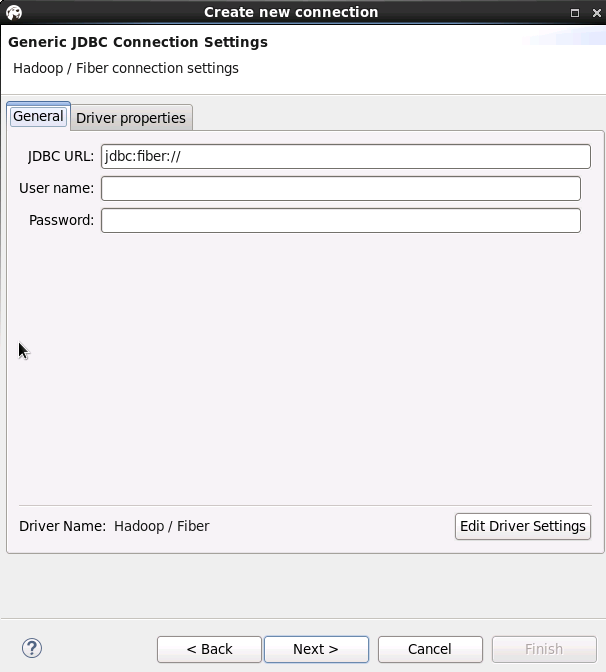 Create new connection
Generic JDBC Connection Settings
Hadoop / Fiber connection settings
General
Driver properties
JDBC URL: jdbc:fiber://
User name:
Password:
Driver Name: Hadoop / Fiber
Edit Driver Settings
? < Back Next > Cancel Finish